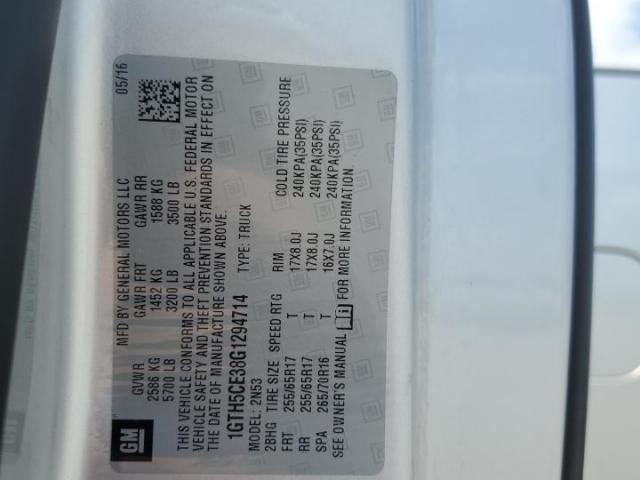 GM
MFD BY GENERAL MOTORS LLC 05/16
GVWR GAWR FRT GAWR RR
2586 KG 1452 KG 1588 KG
5700 LB 3200 LB 3500 LB
THIS VEHICLE CONFORMS TO ALL APPLICABLE U.S. FEDERAL MOTOR
VEHICLE SAFETY AND THEFT PREVENTION STANDARDS IN EFFECT ON
THE DATE OF MANUFACTURE SHOWN ABOVE.
1GTH5CE38G1294714 TYPE: TRUCK
MODEL: 2N53
2BHG TIRE SIZE SPEED RTG RIM COLD TIRE PRESSURE
FRT 255/65R17 T 17X8.0J 240KPA(35PSI)
RR 255/65R17 T 17X8.0J 240KPA(35PSI)
SPA 265/70R16 T 16X7.0J 240KPA(35PSI)
SEE OWNER'S MANUAL FOR MORE INFORMATION.